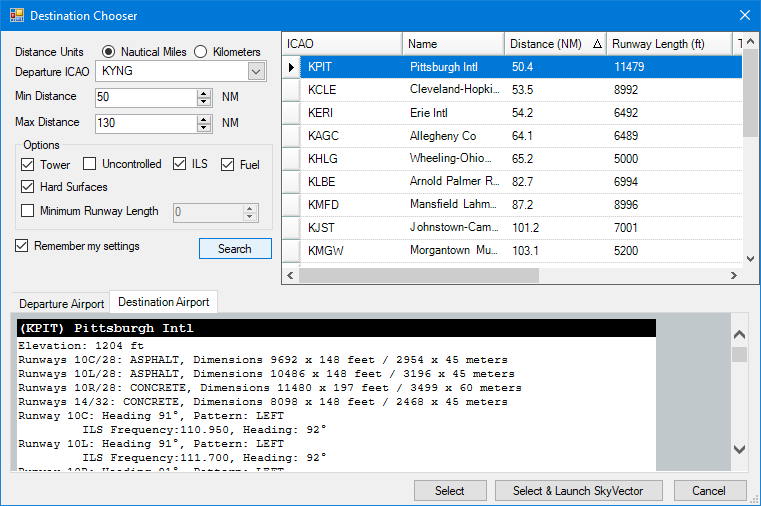 Destination Chooser
Distance Units Nautical Miles Kilometers
Departure ICAO KYNG
Min Distance 50 NM
Max Distance 130 NM
Options
Tower Uncontrolled ILS Fuel
Hard Surfaces
Minimum Runway Length 0
Remember my settings Search
ICAO Name Distance (NM) Runway Length (ft) T
KPIT Pittsburgh Intl 50.4 11479
KCLE Cleveland-Hopki... 53.5 8992
KERI Erie Intl 54.2 6492
KAGC Allegheny Co 64.1 6489
KHLG Wheeling-Ohio... 65.2 5000
KLBE Arnold Palmer R... 82.7 6994
KMFD Mansfield Lahm... 87.2 8996
KJST Johnstown-Cam... 101.2 7001
KMGW Morgantown Mu... 103.1 5200
Departure Airport Destination Airport
(KPIT) Pittsburgh Intl
Elevation: 1204 ft
Runways 10C/28: ASPHALT, Dimensions 9692 x 148 feet / 2954 x 45 meters
Runways 10L/28: ASPHALT, Dimensions 10486 x 148 feet / 3196 x 45 meters
Runways 10R/28: CONCRETE, Dimensions 11480 x 197 feet / 3499 x 60 meters
Runways 14/32: CONCRETE, Dimensions 8098 x 148 feet / 2468 x 45 meters
Runway 10C: Heading 91°, Pattern: LEFT
ILS Frequency:110.950, Heading: 92°
Runway 10L: Heading 91°, Pattern: LEFT
ILS Frequency:111.700, Heading: 92°
Runway 10R: Heading 91°, Pattern: LEFT
Select Select & Launch SkyVector Cancel